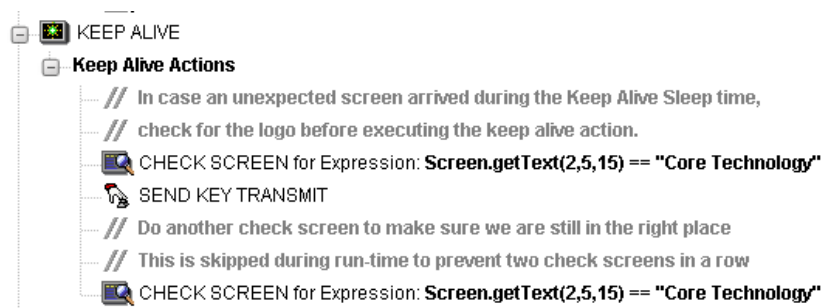 KEEP ALIVE
Keep Alive Actions
// In case an unexpected screen arrived during the Keep Alive Sleep time,
// check for the logo before executing the keep alive action.
CHECK SCREEN for Expression: Screen.getText(2,5,15) == "Core Technology"
SEND KEY TRANSMIT
// Do another check screen to make sure we are still in the right place
// This is skipped during run-time to prevent two check screens in a row
CHECK SCREEN for Expression: Screen.getText(2,5,15) == "Core Technology"